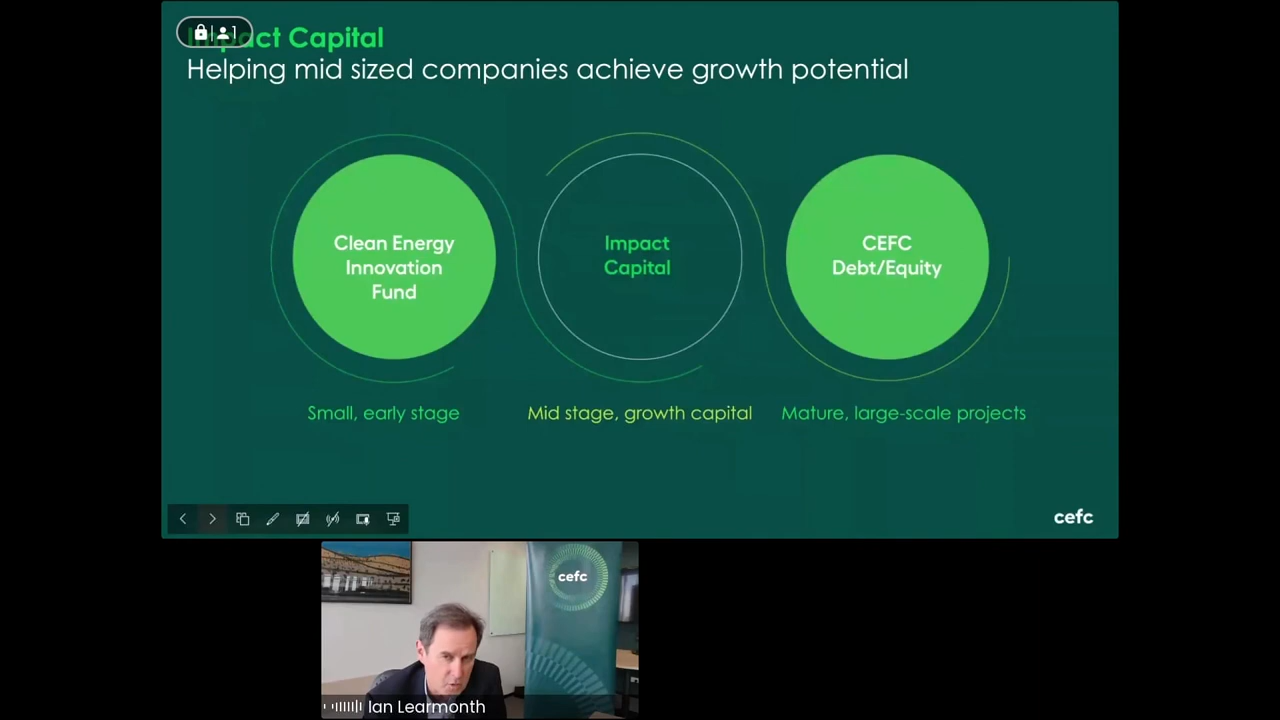 Impact Capital
Helping mid sized companies achieve growth potential
Clean Energy
Innovation
Fund
Impact
Capital
CEFC
Debt/Equity
Small, early stage
Mid stage, growth capital
Mature, large-scale projects
cefc
cefc
Ian Learmonth